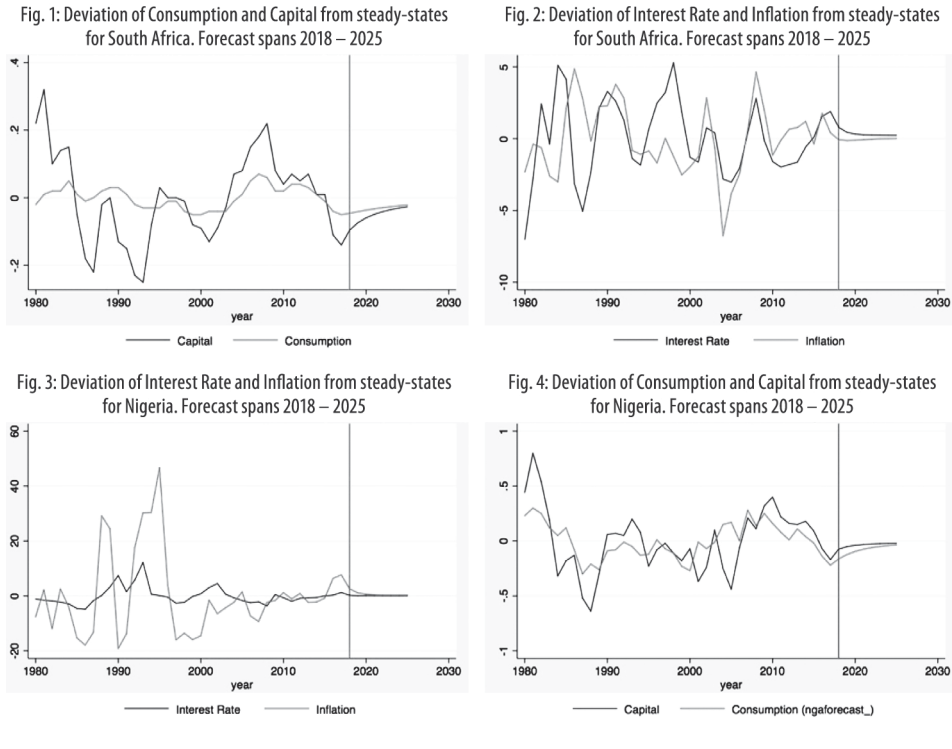 Fig. 1: Deviation of Consumption and Capital from steady-states
for South Africa. Forecast spans 2018 – 2025
.4
.2
0
-.2
1980 1990 2000 2010 2020 2030
year
Capital Consumption
Fig. 2: Deviation of Interest Rate and Inflation from steady-states
for South Africa. Forecast spans 2018 – 2025
5
0
-5
-10
1980 1990 2000 2010 2020 2030
year
Interest Rate Inflation
Fig. 3: Deviation of Interest Rate and Inflation from steady-states
for Nigeria. Forecast spans 2018 – 2025
60
40
20
0
-20
1980 1990 2000 2010 2020 2030
year
Interest Rate Inflation
Fig. 4: Deviation of Consumption and Capital from steady-states
for Nigeria. Forecast spans 2018 – 2025
1
.5
0
-.5
-1
1980 1990 2000 2010 2020 2030
year
Capital Consumption (ngaforecast_)